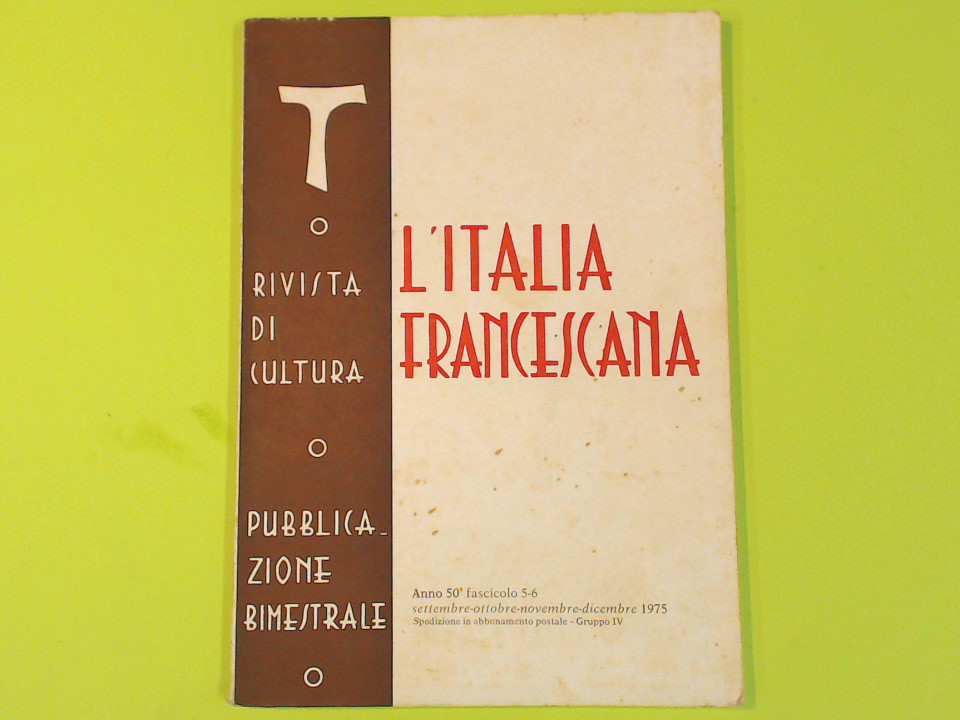 RIVISTA
DI
CULTURA
PUBBLICA-
ZIONE
BIMESTRALE
L'ITALIA
FRANCESCANA
Anno 50° fascicolo 5-6
settembre-ottobre-novembre-dicembre 1975
Spedizione in abbonamento postale - Gruppo IV